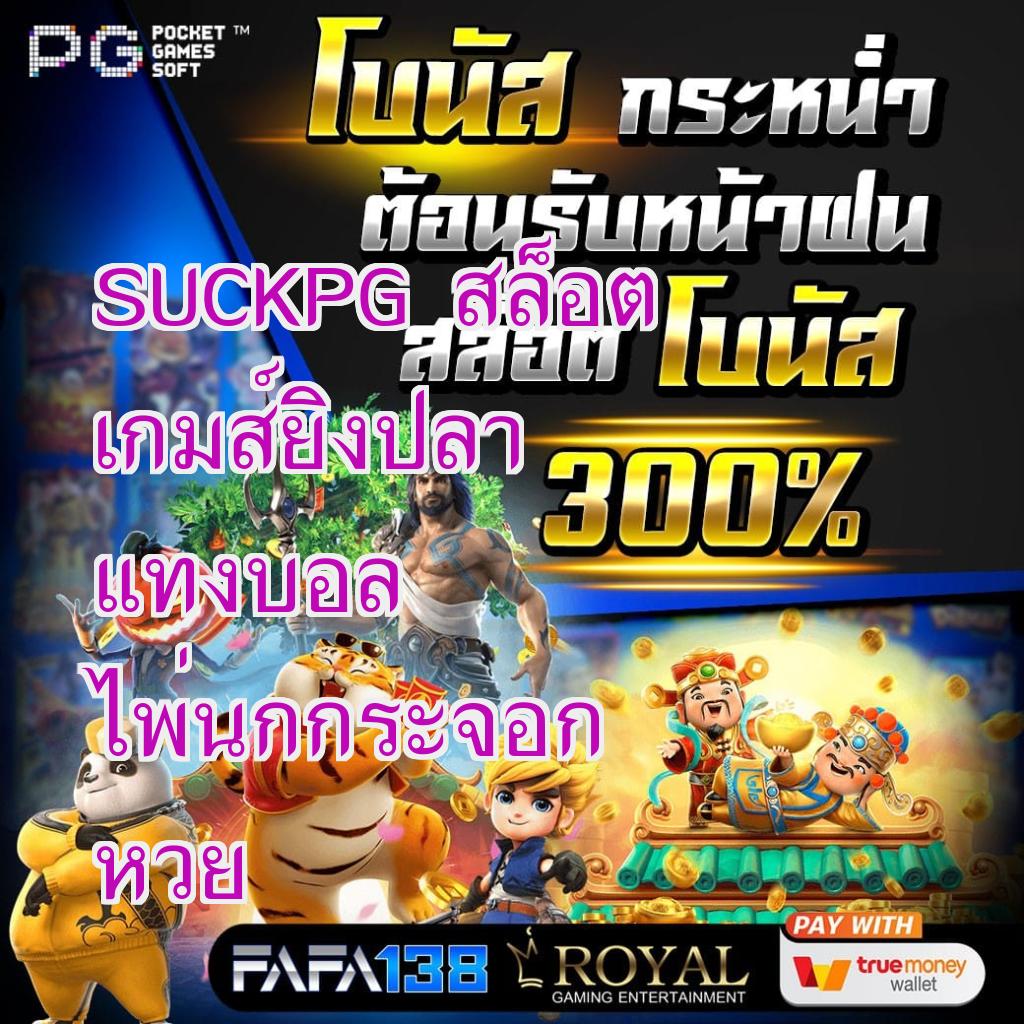 PG POCKET GAMES SOFT™
โบนัส กระหน่ำ
ต้อนรับหน้าฝน
SUCKPG สล็อต
สล็อต โบนัส
เกมส์ยิงปลา
300%
แทงบอล
ไพ่นกกระจอก
หวย
FAFA138
ROYAL
GAMING ENTERTAINMENT
PAY WITH
truemoney
wallet